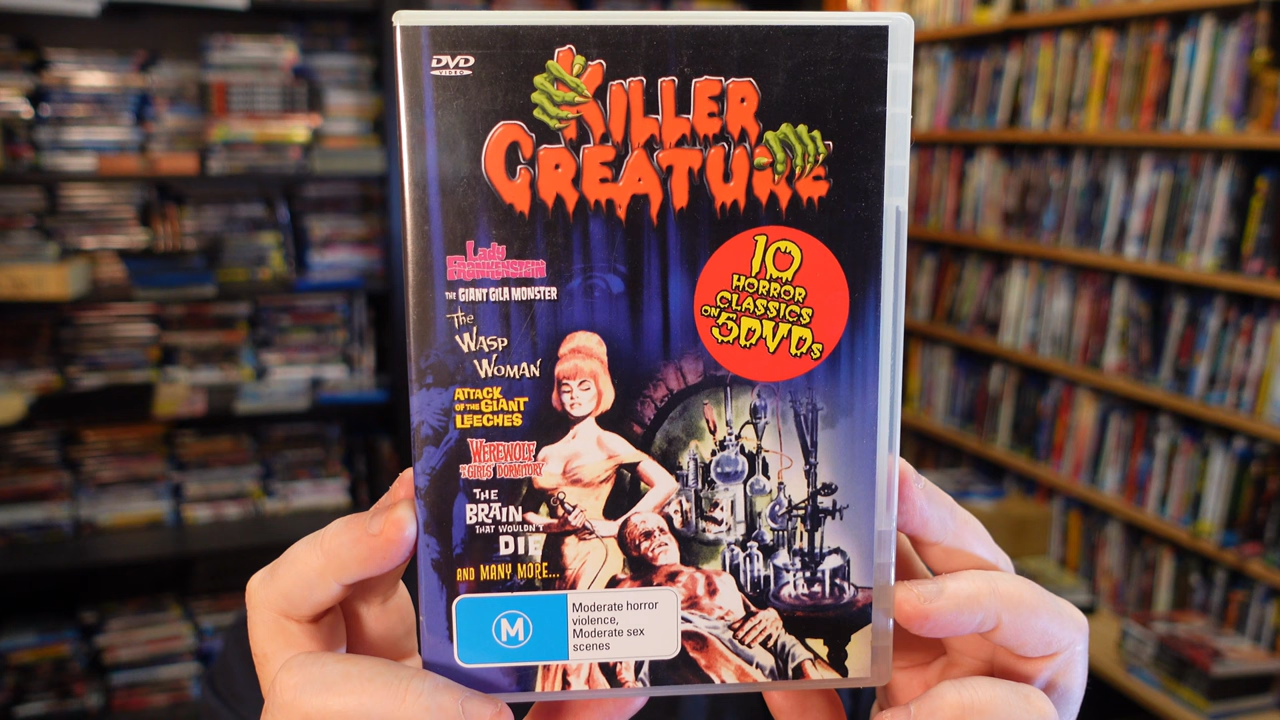 DVD
VIDEO
KILLER
CREATURE
10
HORROR
CLASSICS
ON 5 DVDs
Lady
FRANKENSTEIN
THE GIANT GILA MONSTER
The
WASP
WOMAN
ATTACK
OF THE GIANT
LEECHES
WEREWOLF
IN A GIRLS' DORMITORY
THE
BRAIN
THAT WOULDN'T
DIE
AND MANY MORE...
M
Moderate horror
violence,
Moderate sex
scenes